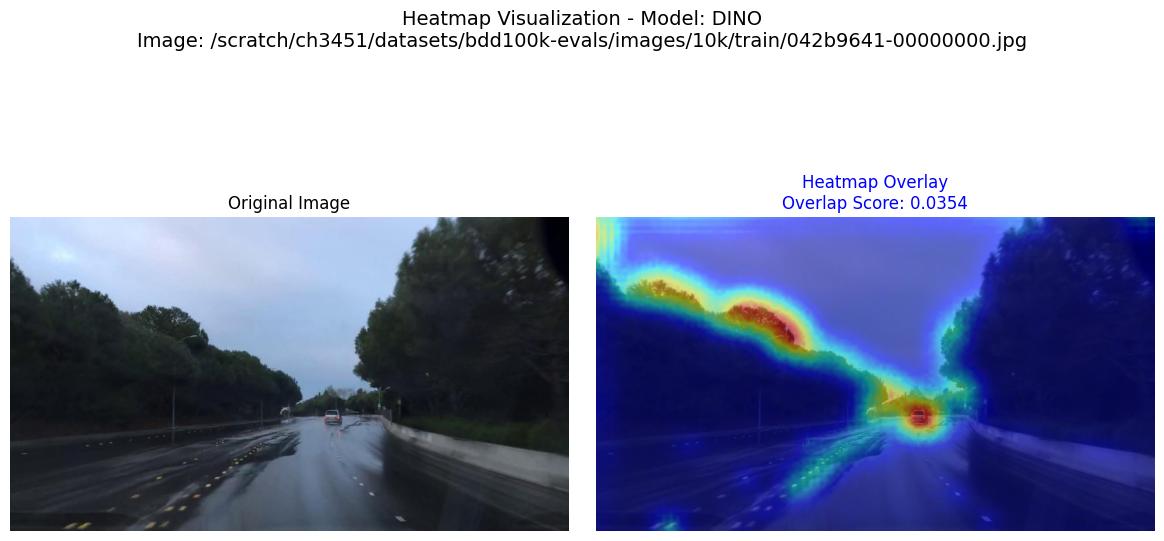 Heatmap Visualization - Model: DINO
Image: /scratch/ch3451/datasets/bdd100k-evals/images/10k/train/042b9641-00000000.jpg
Original Image
Heatmap Overlay
Overlap Score: 0.0354